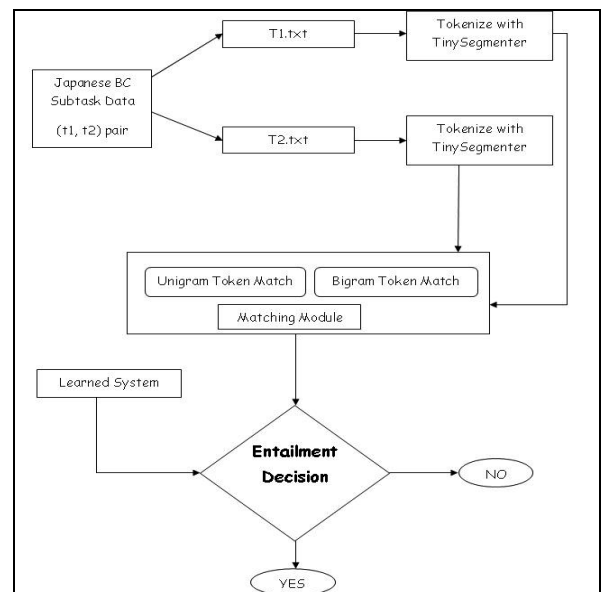 T1.txt
Tokenize with
TinySegmenter
Japanese BC
Subtask Data
(t1, t2) pair
T2.txt
Tokenize with
TinySegmenter
Unigram Token Match
Bigram Token Match
Matching Module
Learned System
Entailment
Decision
NO
YES